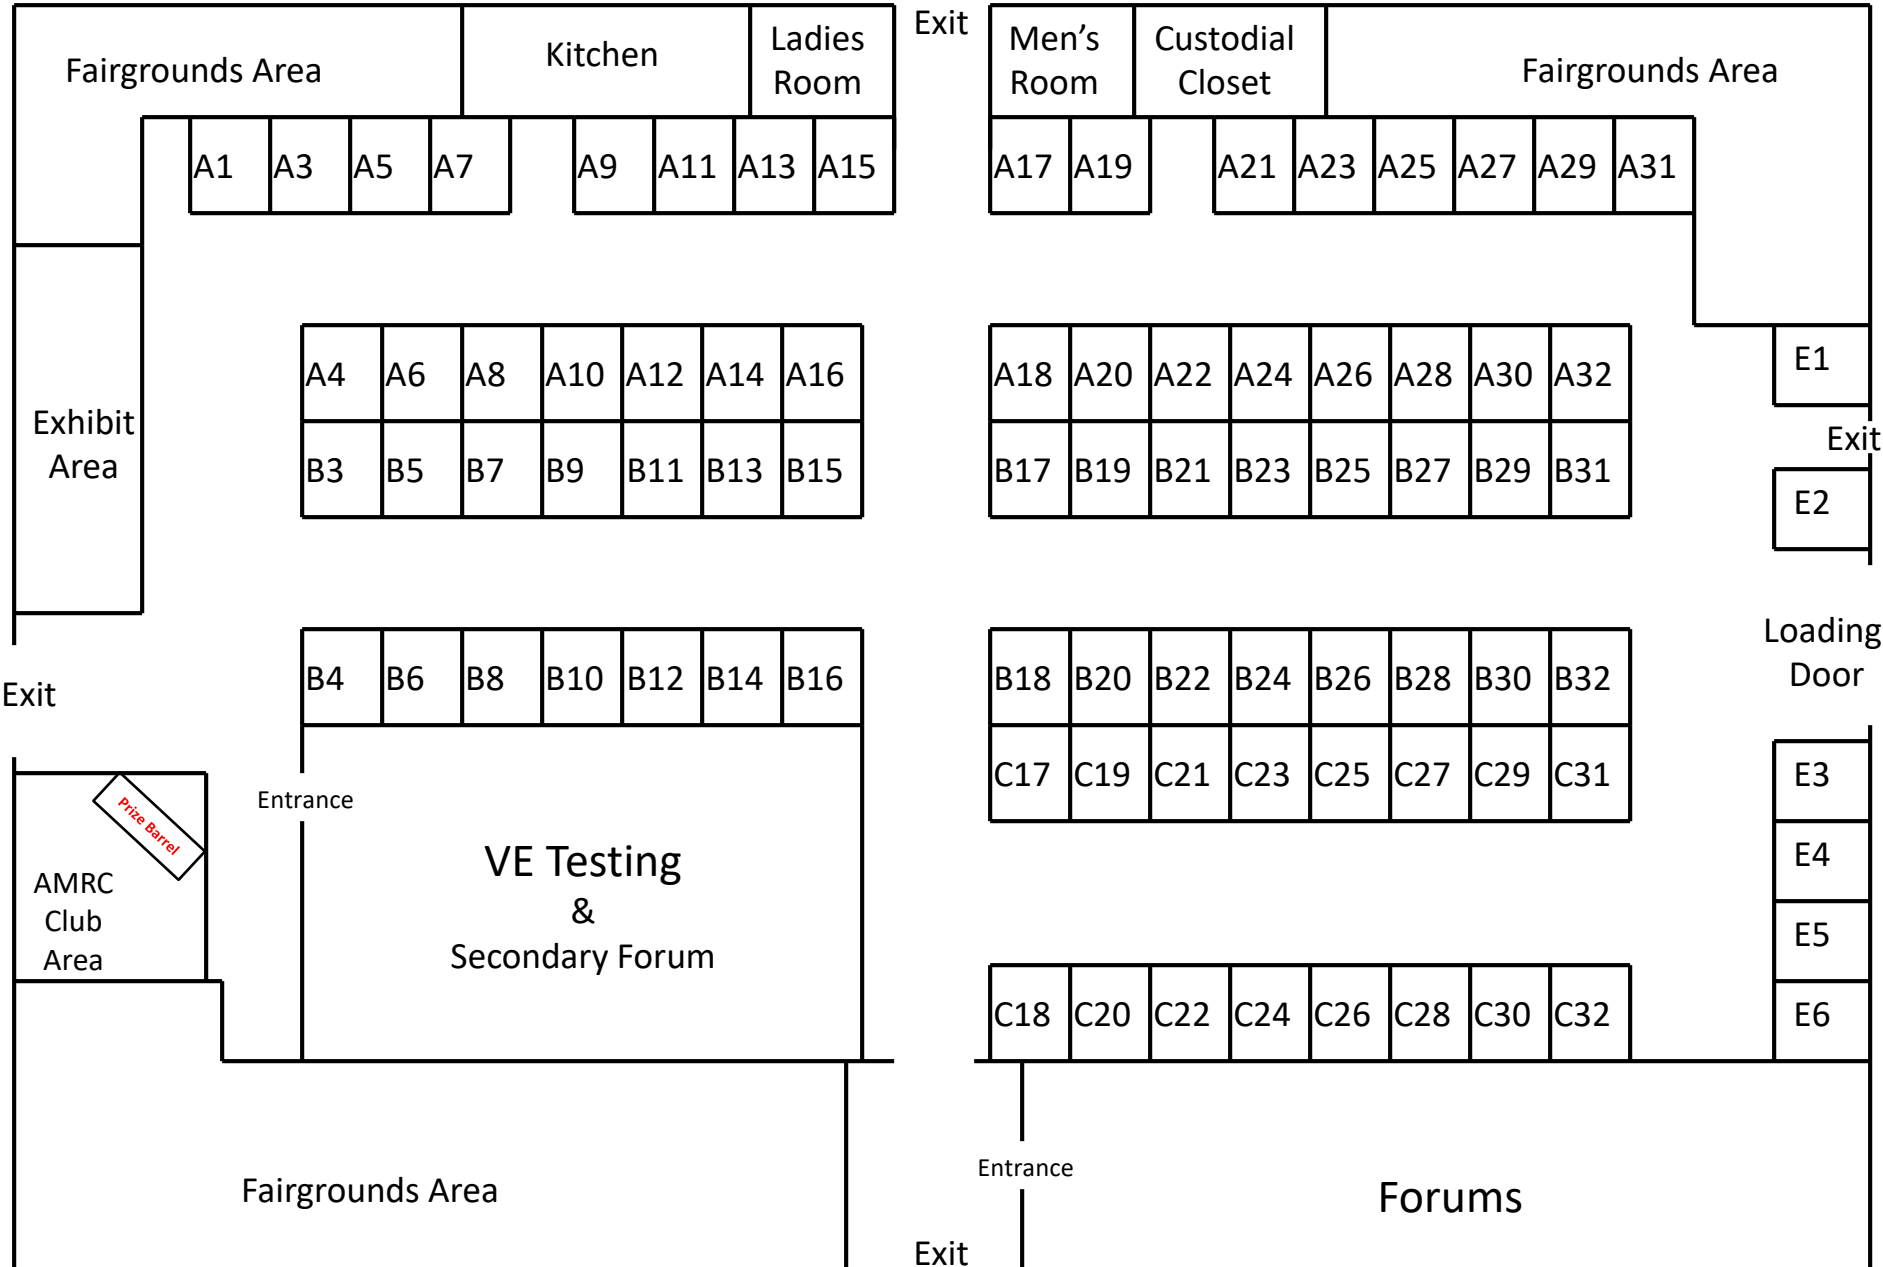 Fairgrounds Area
Kitchen
Ladies
Room
Exit
Men's
Room
Custodial
Closet
Fairgrounds Area
A1 A3 A5 A7 A9 A11 A13 A15 A17 A19 A21 A23 A25 A27 A29 A31
A4 A6 A8 A10 A12 A14 A16 A18 A20 A22 A24 A26 A28 A30 A32
E1
Exhibit
Area
Exit
B3 B5 B7 B9 B11 B13 B15 B17 B19 B21 B23 B25 B27 B29 B31
E2
Loading
Door
Exit
B4 B6 B8 B10 B12 B14 B16 B18 B20 B22 B24 B26 B28 B30 B32
C17 C19 C21 C23 C25 C27 C29 C31
E3
Entrance
Prize Barrel
VE Testing
&
Secondary Forum
E4
AMRC
Club
Area
E5
C18 C20 C22 C24 C26 C28 C30 C32
E6
Fairgrounds Area
Entrance
Forums
Exit